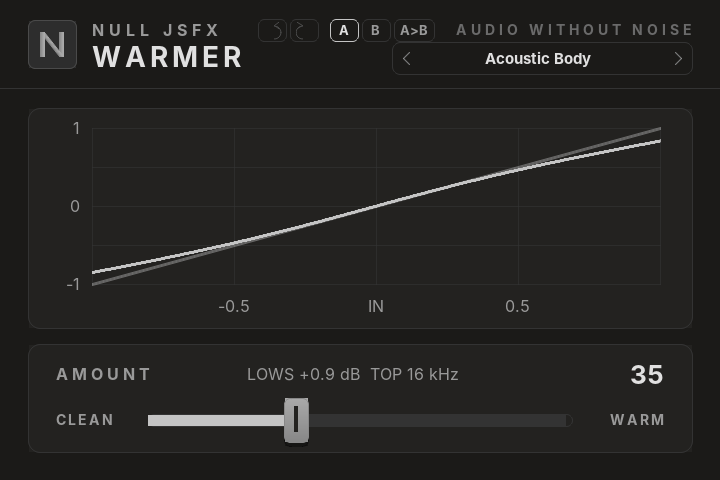 N
NULL JSFX
WARMER
A B A>B
AUDIO WITHOUT NOISE
Acoustic Body
1
0
-1
-0.5 IN 0.5
AMOUNT LOWS +0.9 dB TOP 16 kHz 35
CLEAN WARM